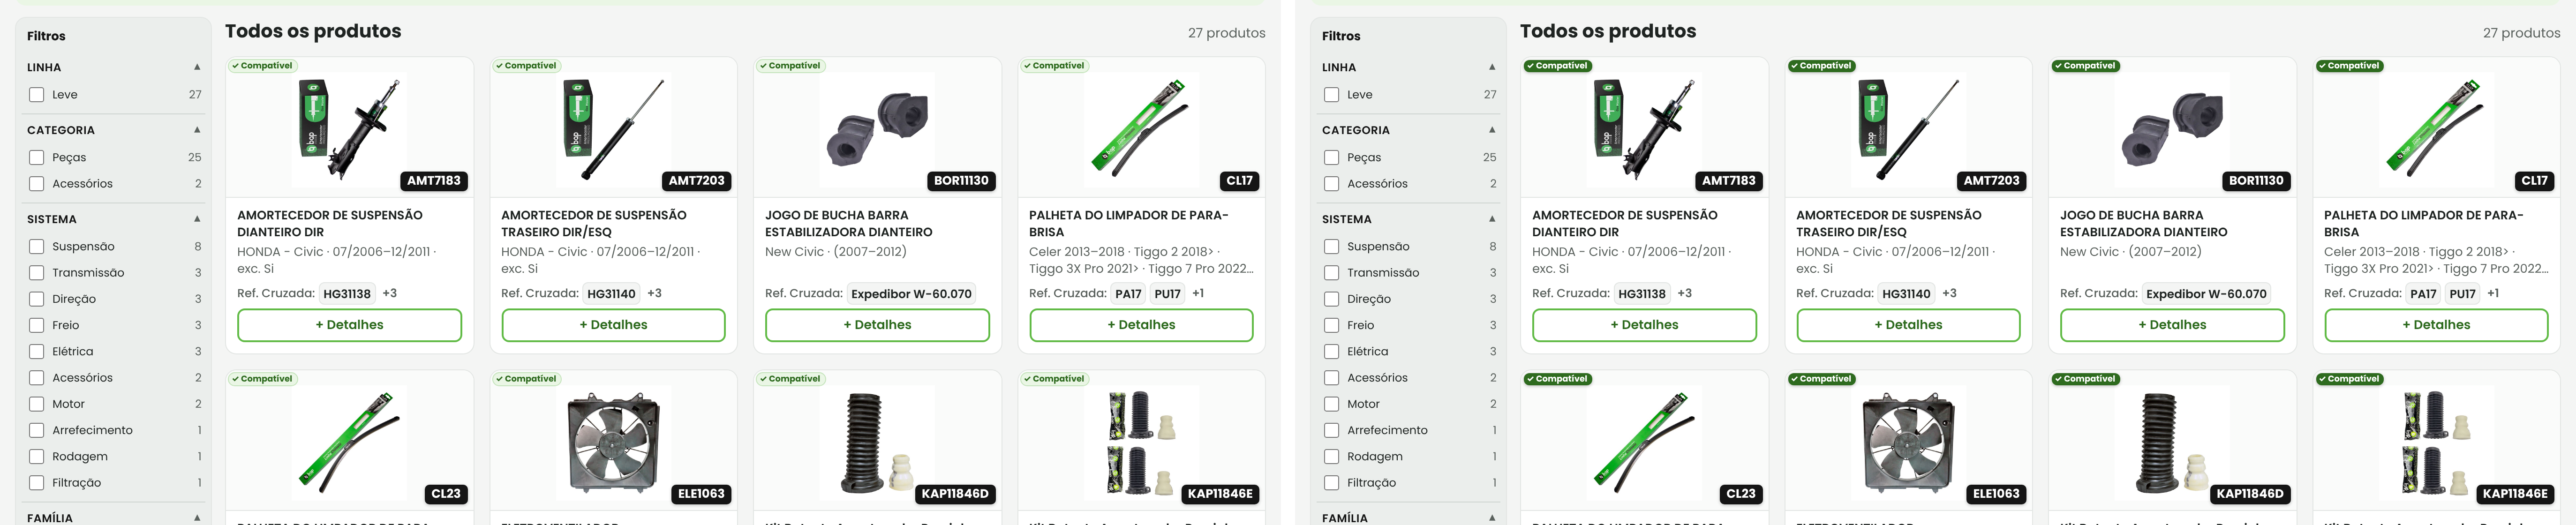 Filtros
LINHA
Leve 27
CATEGORIA
Peças 25
Acessórios 2
SISTEMA
Suspensão 8
Transmissão 3
Direção 3
Freio 3
Elétrica 3
Acessórios 2
Motor 2
Arrefecimento 1
Rodagem 1
Filtração 1
FAMÍLIA
Todos os produtos
27 produtos
✓ Compatível
bap
AMT7183
AMORTECEDOR DE SUSPENSÃO
DIANTEIRO DIR
HONDA - Civic · 07/2006–12/2011 ·
exc. Si
Ref. Cruzada: HG31138 +3
+ Detalhes
✓ Compatível
bap
AMT7203
AMORTECEDOR DE SUSPENSÃO
TRASEIRO DIR/ESQ
HONDA - Civic · 07/2006–12/2011 ·
exc. Si
Ref. Cruzada: HG31140 +3
+ Detalhes
✓ Compatível
BOR11130
JOGO DE BUCHA BARRA
ESTABILIZADORA DIANTEIRO
New Civic · (2007–2012)
Ref. Cruzada: Expedibor W-60.070
+ Detalhes
✓ Compatível
CL17
PALHETA DO LIMPADOR DE PARA-
BRISA
Celer 2013–2018 · Tiggo 2 2018> ·
Tiggo 3X Pro 2021> · Tiggo 7 Pro 2022...
Ref. Cruzada: PA17 PU17 +1
+ Detalhes
✓ Compatível
CL23
✓ Compatível
ELE1063
✓ Compatível
KAP11846D
✓ Compatível
KAP11846E
Filtros
LINHA
Leve 27
CATEGORIA
Peças 25
Acessórios 2
SISTEMA
Suspensão 8
Transmissão 3
Direção 3
Freio 3
Elétrica 3
Acessórios 2
Motor 2
Arrefecimento 1
Rodagem 1
Filtração 1
FAMÍLIA
Todos os produtos
27 produtos
✓ Compatível
bap
AMT7183
AMORTECEDOR DE SUSPENSÃO
DIANTEIRO DIR
HONDA - Civic · 07/2006–12/2011 ·
exc. Si
Ref. Cruzada: HG31138 +3
+ Detalhes
✓ Compatível
bap
AMT7203
AMORTECEDOR DE SUSPENSÃO
TRASEIRO DIR/ESQ
HONDA - Civic · 07/2006–12/2011 ·
exc. Si
Ref. Cruzada: HG31140 +3
+ Detalhes
✓ Compatível
BOR11130
JOGO DE BUCHA BARRA
ESTABILIZADORA DIANTEIRO
New Civic · (2007–2012)
Ref. Cruzada: Expedibor W-60.070
+ Detalhes
✓ Compatível
CL17
PALHETA DO LIMPADOR DE PARA-
BRISA
Celer 2013–2018 · Tiggo 2 2018> ·
Tiggo 3X Pro 2021> · Tiggo 7 Pro 2022...
Ref. Cruzada: PA17 PU17 +1
+ Detalhes
✓ Compatível
CL23
✓ Compatível
ELE1063
✓ Compatível
KAP11846D
✓ Compatível
KAP11846E